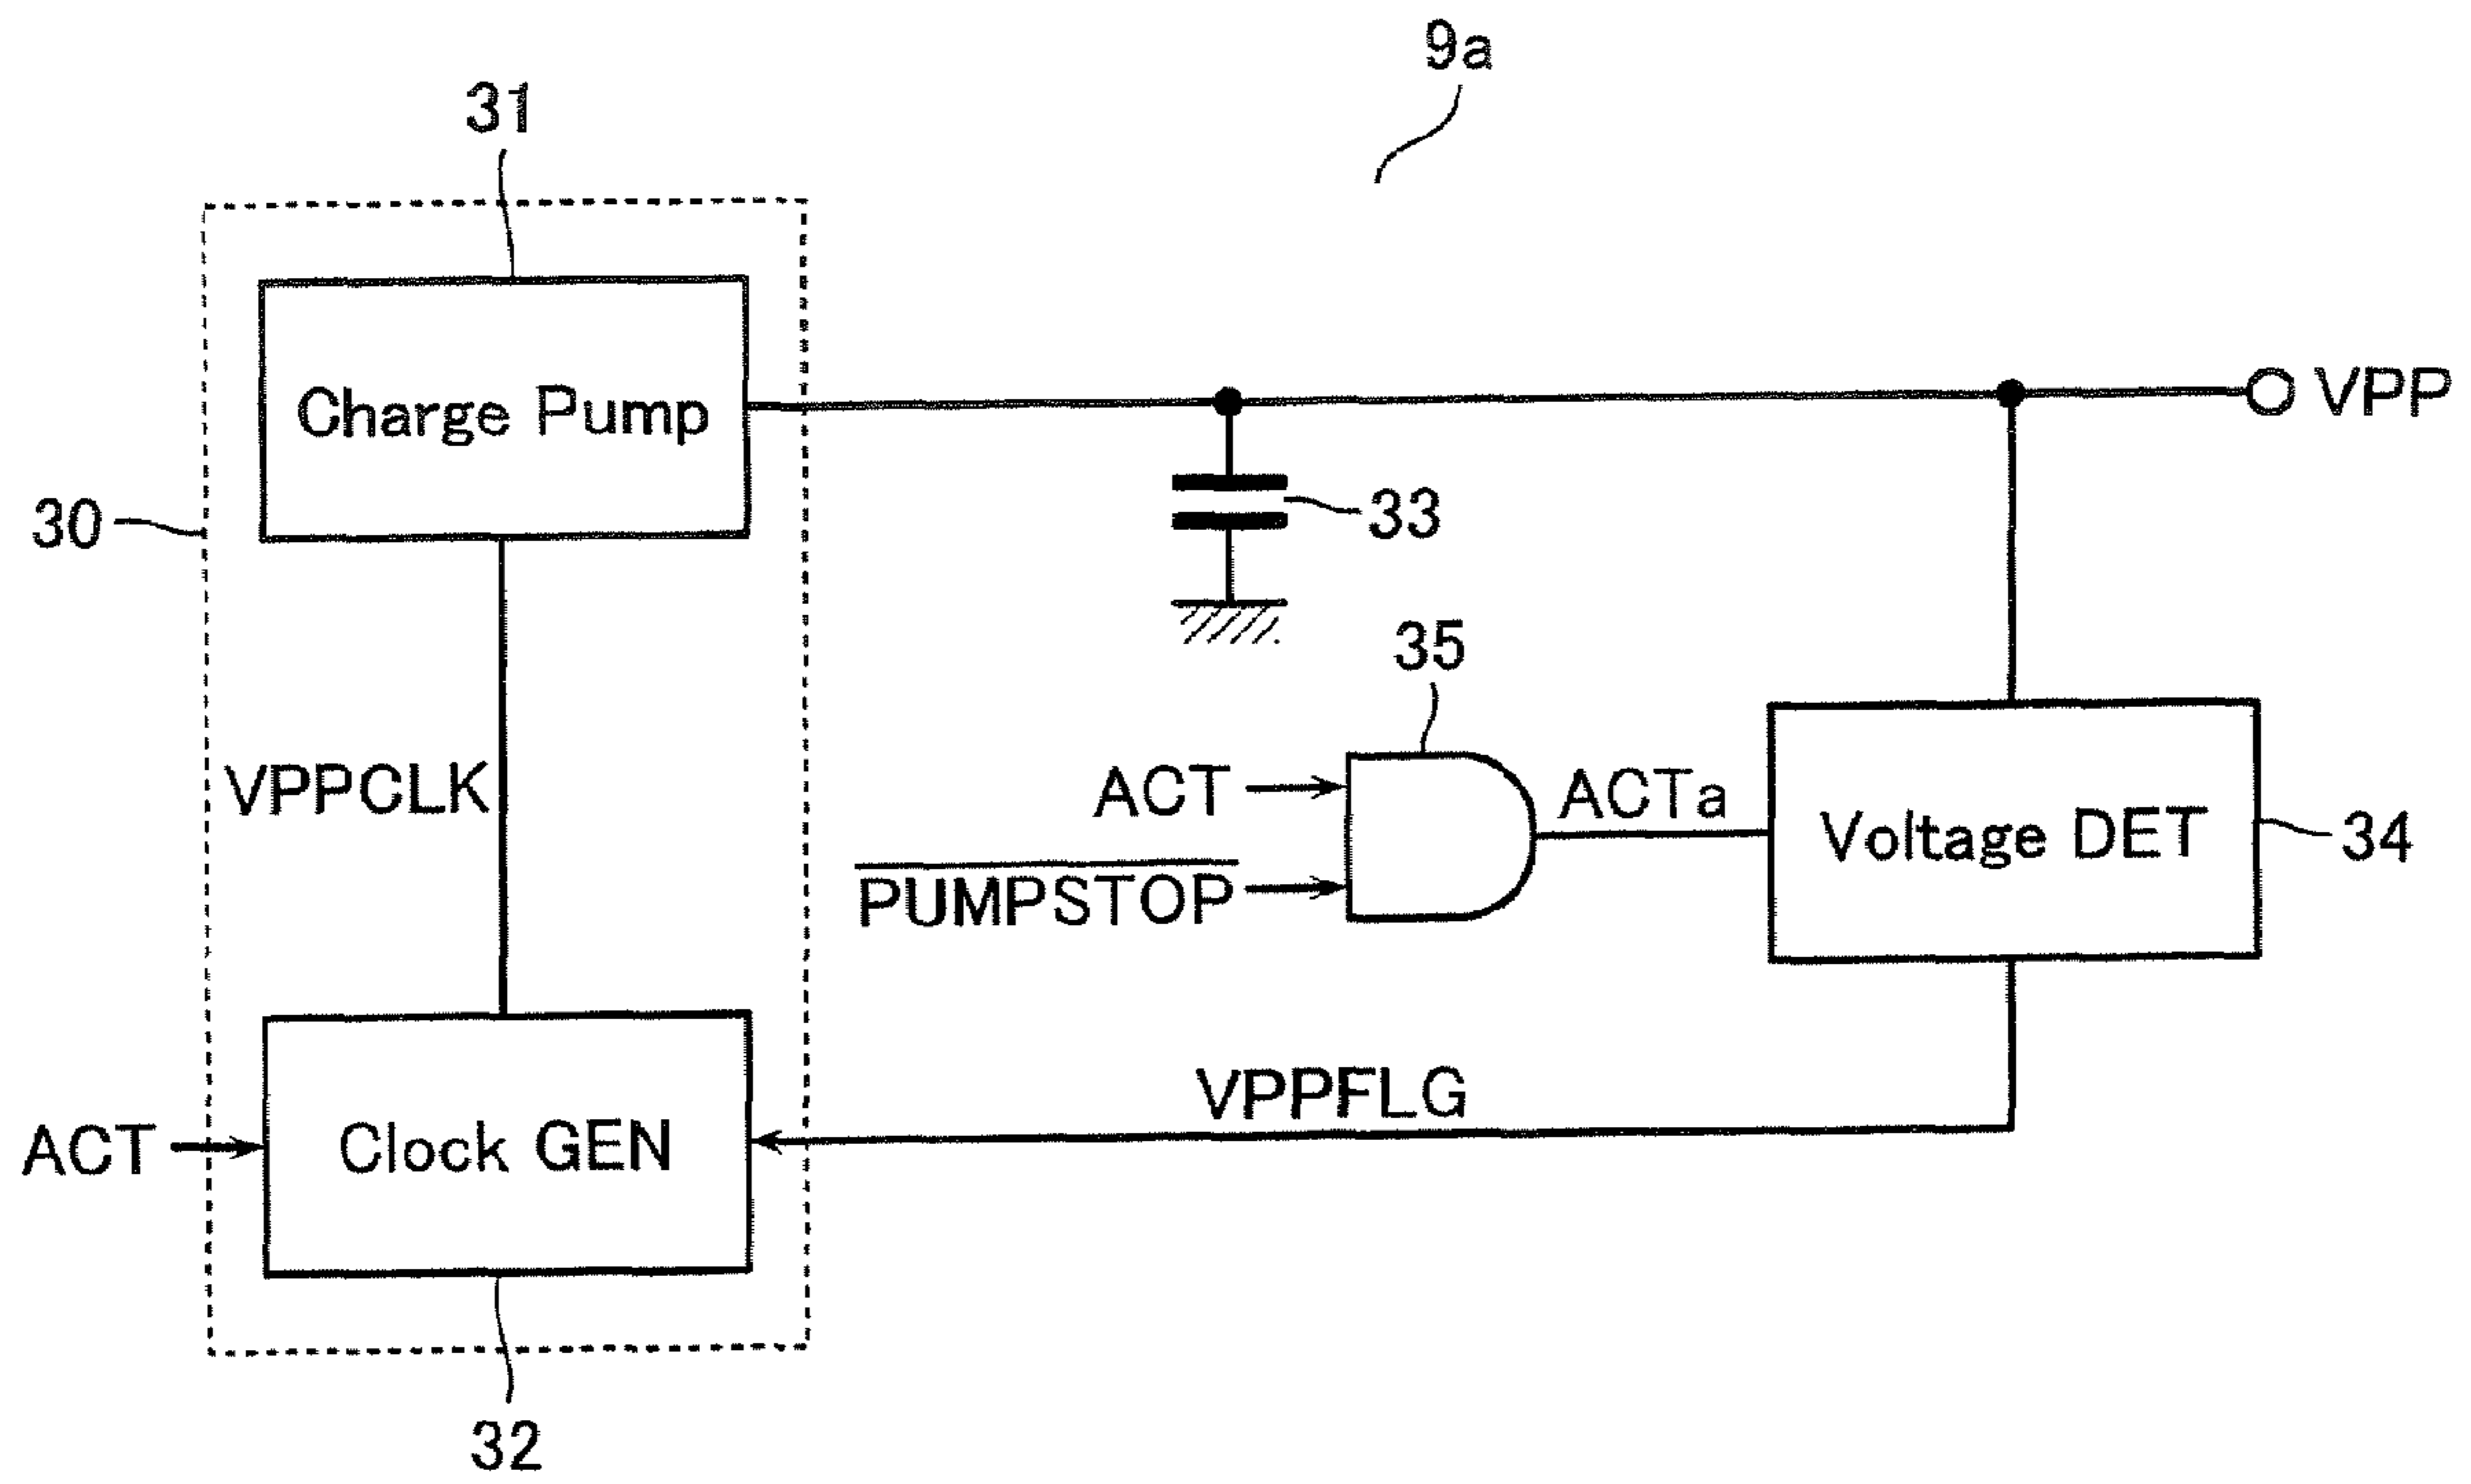 9a
31
Charge Pump
VPP
30
33
35
VPPCLK
ACT
ACTa
PUMPSTOP
Voltage DET
34
VPPFLG
ACT
Clock GEN
32